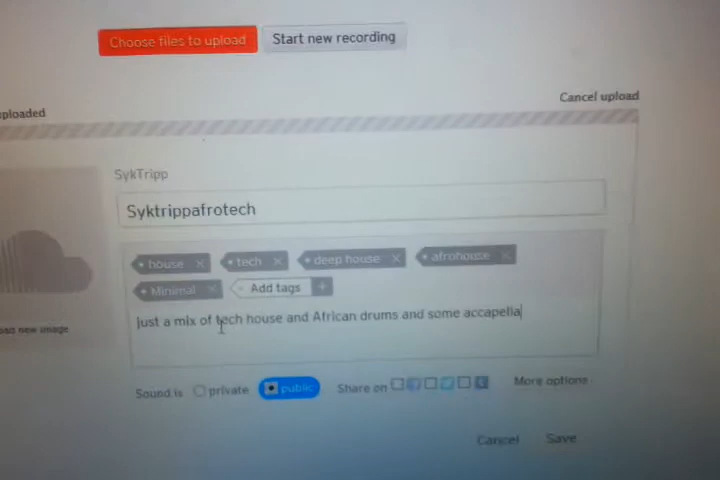 Choose files to upload
Start new recording
uploaded
Cancel upload
SykTripp
Syktrippafrotech
house
tech
deep house
afrohouse
Minimal
Add tags
new image
Just a mix of tech house and African drums and some accapella
Sound is private public Share on More options
Cancel Save